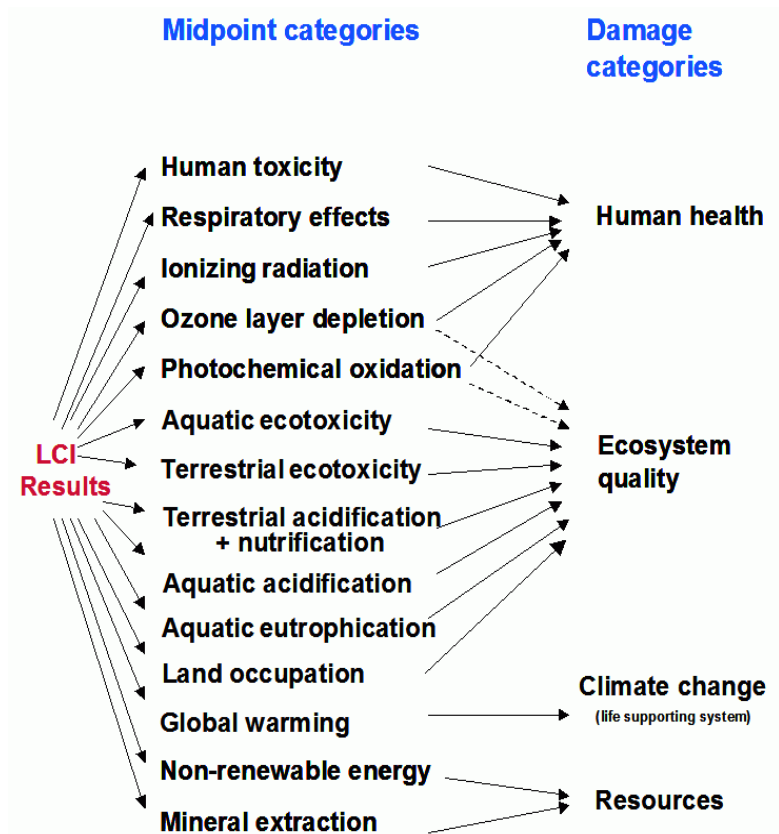 Midpoint categories
Damage
categories
Human toxicity
Respiratory effects
Ionizing radiation
Ozone layer depletion
Photochemical oxidation
Aquatic ecotoxicity
Terrestrial ecotoxicity
Terrestrial acidification
+ nutrification
Aquatic acidification
Aquatic eutrophication
Land occupation
Global warming
Non-renewable energy
Mineral extraction
LCI
Results
Human health
Ecosystem
quality
Climate change
(life supporting system)
Resources